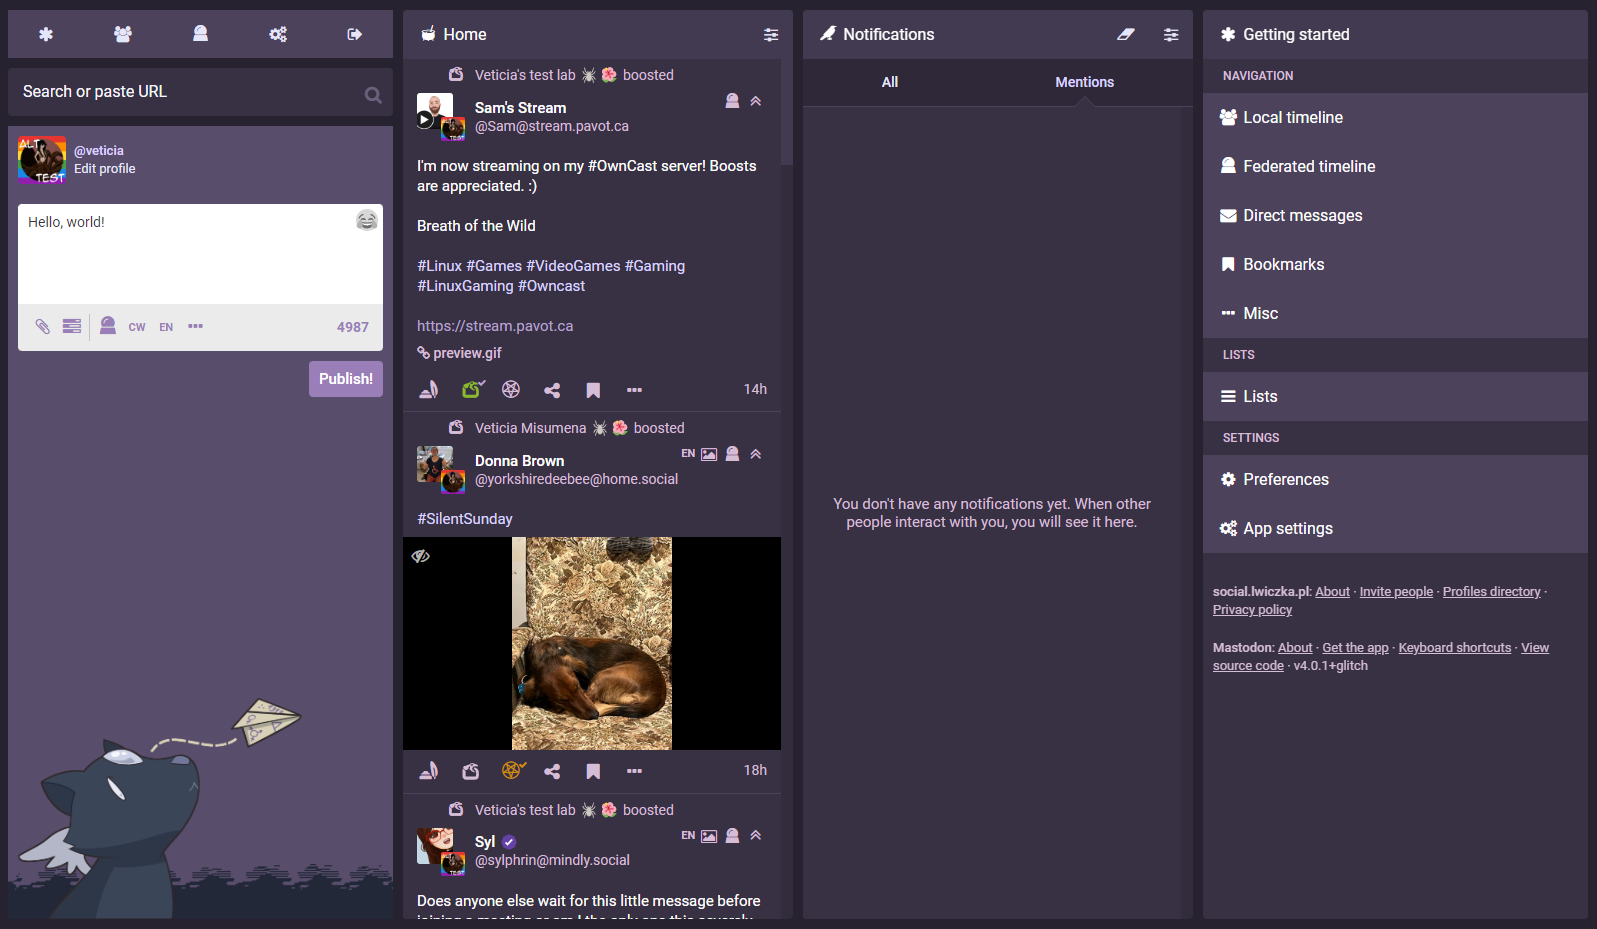 Search or paste URL
ALT
TEST
@veticia
Edit profile
Hello, world!
CW EN 4987
Publish!
Home
Veticia's test lab 🕷️ 🌺 boosted
Sam's Stream
@Sam@stream.pavot.ca
I'm now streaming on my #OwnCast server! Boosts
are appreciated. :)
Breath of the Wild
#Linux #Games #VideoGames #Gaming
#LinuxGaming #Owncast
https://stream.pavot.ca
preview.gif
14h
Veticia Misumena 🕷️ 🌺 boosted
Donna Brown EN
@yorkshiredeebee@home.social
#SilentSunday
18h
Veticia's test lab 🕷️ 🌺 boosted
Syl EN
@sylphrin@mindly.social
Does anyone else wait for this little message before
Notifications
All Mentions
You don't have any notifications yet. When other
people interact with you, you will see it here.
Getting started
NAVIGATION
Local timeline
Federated timeline
Direct messages
Bookmarks
Misc
LISTS
Lists
SETTINGS
Preferences
App settings
social.lwiczka.pl: About · Invite people · Profiles directory ·
Privacy policy
Mastodon: About · Get the app · Keyboard shortcuts · View
source code · v4.0.1+glitch